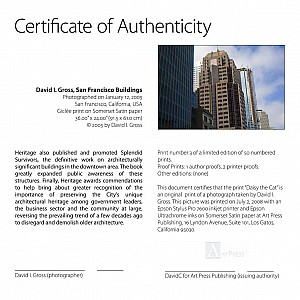 Certificate of Authenticity
David I. Gross, San Francisco Buildings
Photographed on January 12, 2005
San Francisco, California, USA
Giclée print on Somerset Satin paper
36.00" x 24.00" (91.5 x 61.0 cm)
© 2005 by David I. Gross
Heritage also published and promoted Splendid
Survivors, the definitive work on architecturally
significant buildings in the downtown area. The book
greatly expanded public awareness of these
structures. Finally, Heritage awards commendations
to help bring about greater recognition of the
importance of preserving the City's unique
architectural heritage among government leaders,
the business sector and the community at large,
reversing the prevailing trend of a few decades ago
to disregard and demolish older architecture.
Print number 2 of a limited edition of 50 numbered
prints.
Proof Prints: 1 author proofs, 2 printer proofs.
Other editions: (none)
This document certifies that the print "Daisy the Cat" is
an original print of a photograph taken by David I.
Gross. This picture was printed on July 2, 2008 with an
Epson Stylus Pro 7000 inkjet printer and Epson
Ultrachrome inks on Somerset Satin paper at Art Press
Publishing, 16 Lyndon Avenue, Suite 101, Los Gatos,
California 95030.
Art Press
David I. Gross (photographer)
DavidC for Art Press Publishing (issuing authority)